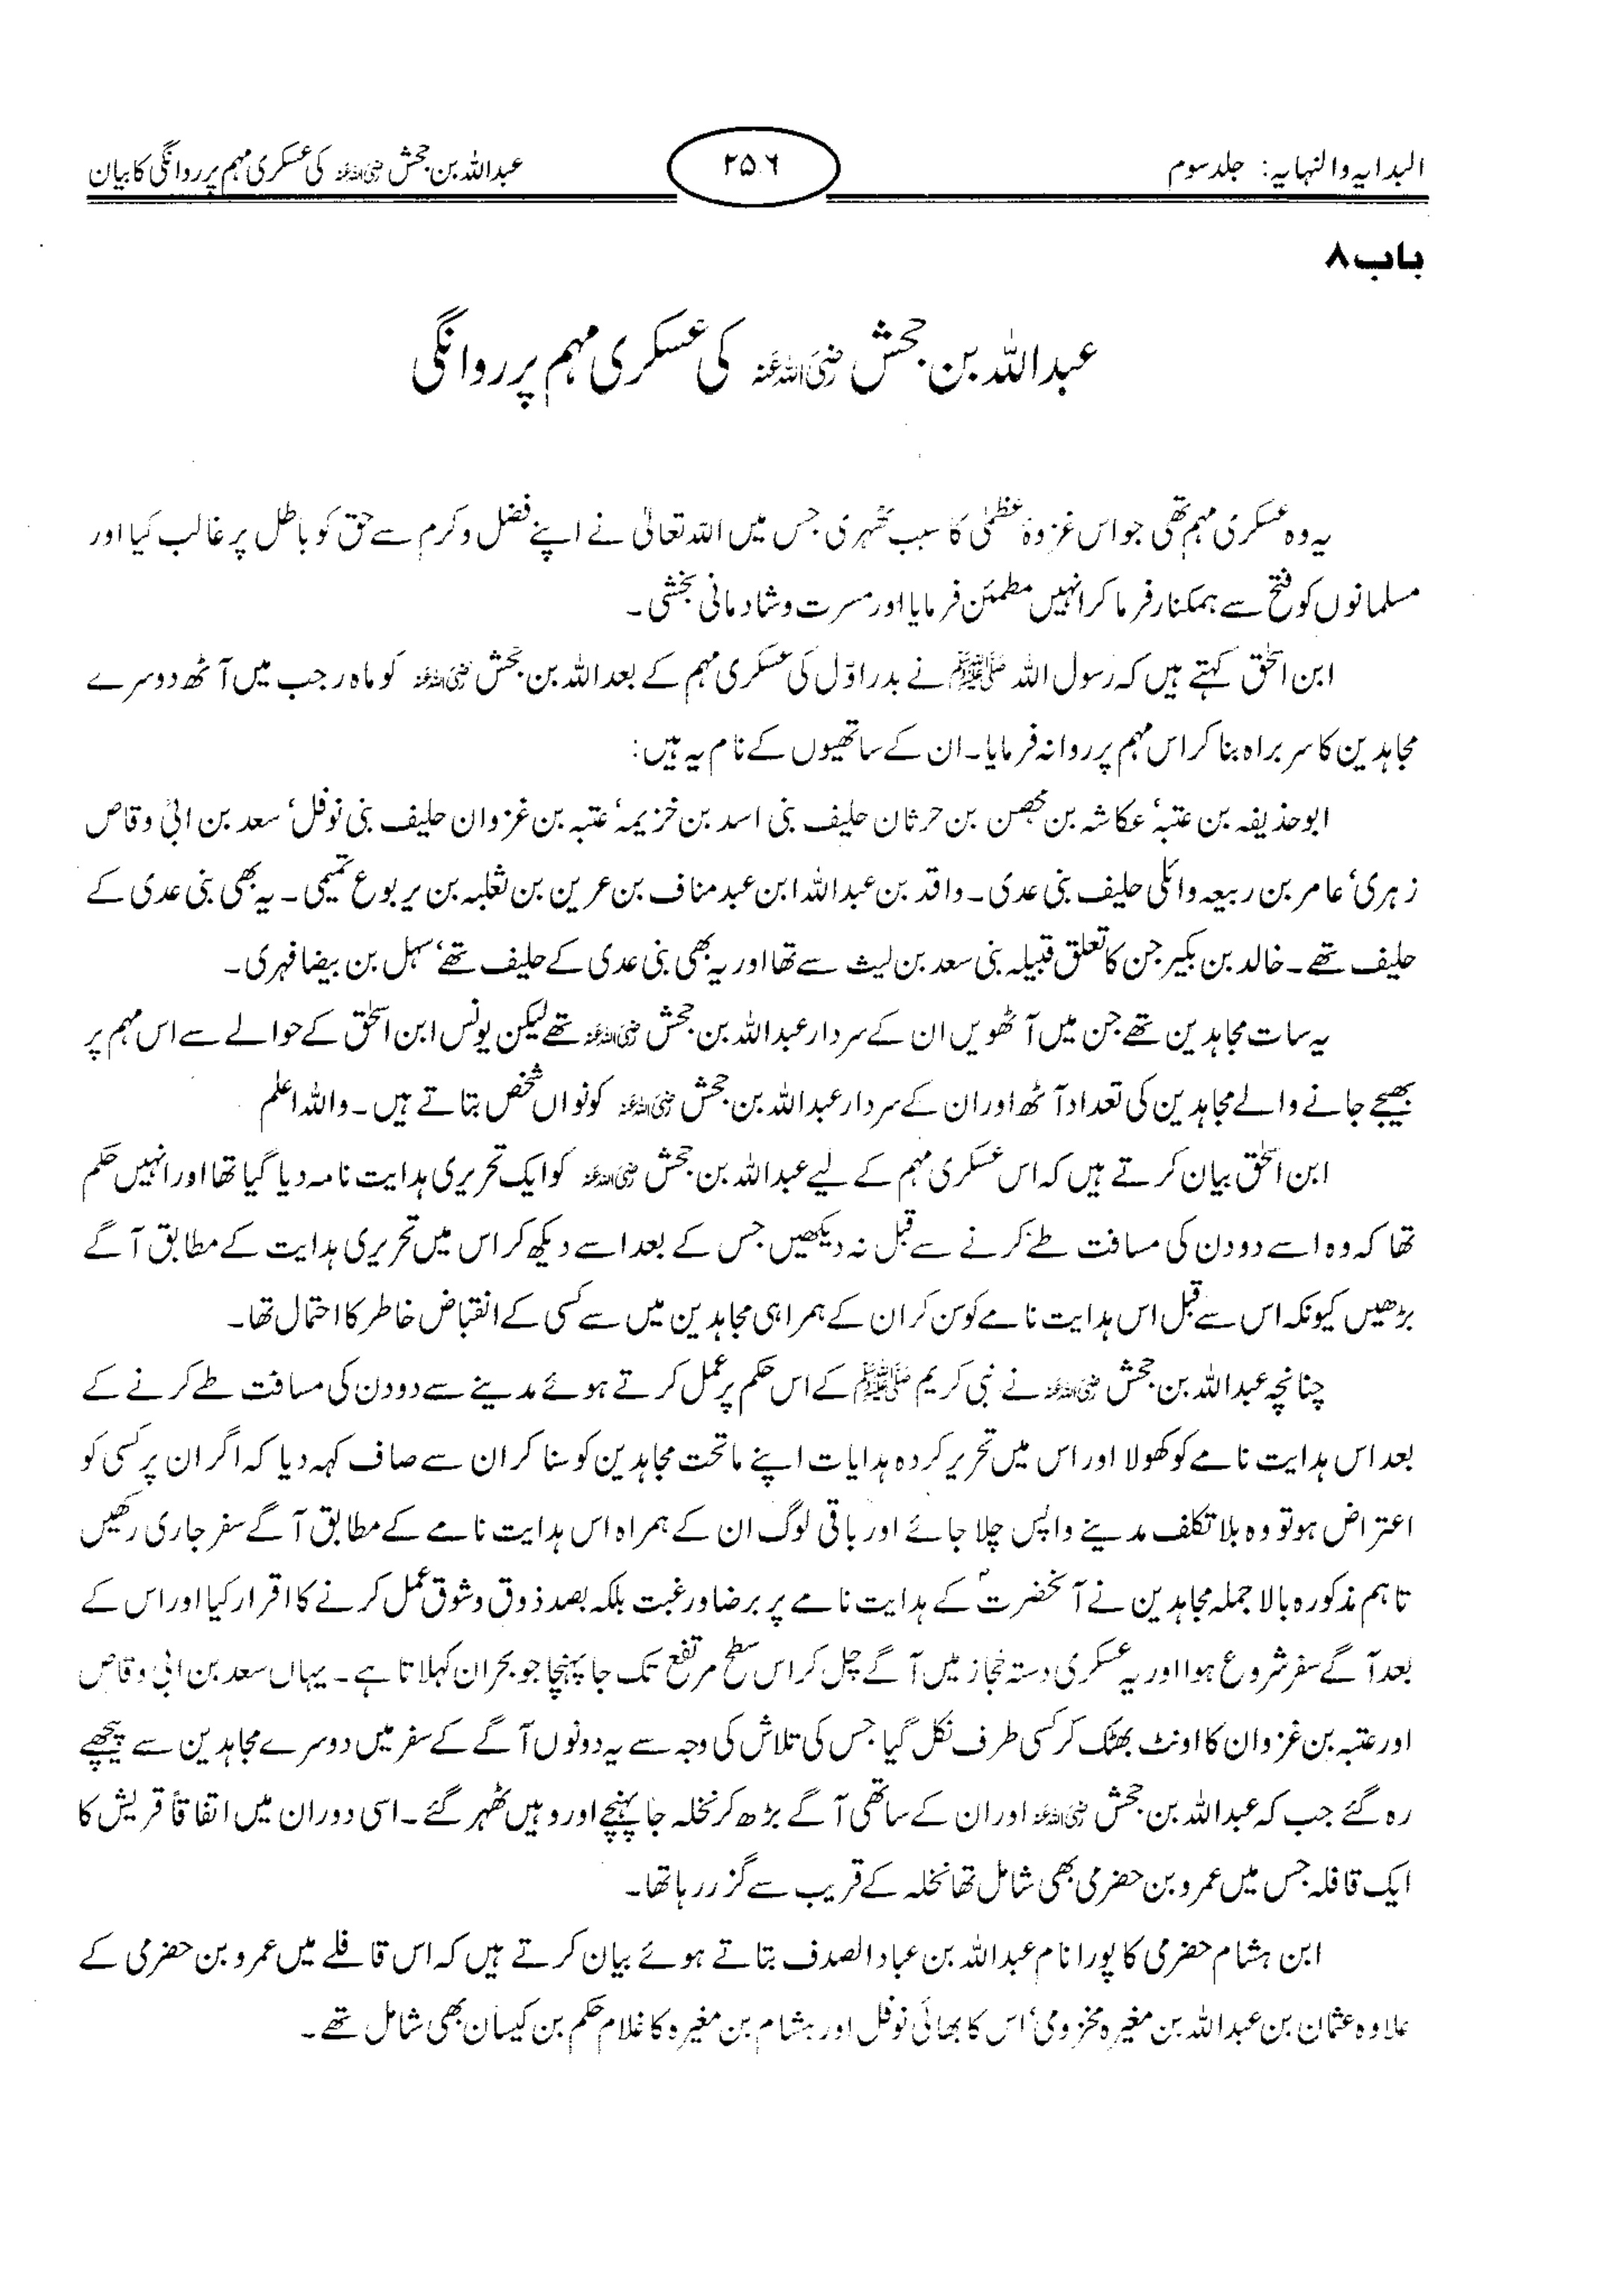 البدایہ والنہایہ: جلد سوم
۲۵۶
عبداللہ بن جحش رضی اللہ عنہ کی عسکری مہم پر روانگی کا بیان
باب ۸
عبداللہ بن جحش رضی اللہ عنہ کی عسکری مہم پر روانگی
یہ وہ عسکری مہم تھی جو اس غزوۂ عظمٰی کا سبب ٹھہری جس میں اللہ تعالیٰ نے اپنے فضل و کرم سے حق کو باطل پر غالب کیا اور
مسلمانوں کو فتح سے ہمکنار فرما کر انہیں مطمئن فرمایا اور مسرت و شادمانی بخشی۔
ابن اسحٰق کہتے ہیں کہ رسول اللہ ﷺ نے بدر اوّل کی عسکری مہم کے بعد اللہ بن جحش رضی اللہ عنہ کو ماہ رجب میں آٹھ دوسرے
مجاہدین کا سربراہ بنا کر اس مہم پر روانہ فرمایا۔ ان کے ساتھیوں کے نام یہ ہیں:
ابوحذیفہ بن عتبہ‘ عکاشہ بن محصن بن حرثان حلیف بنی اسد بن خزیمہ‘ عتبہ بن غزوان حلیف بنی نوفل‘ سعد بن ابی وقاص
زہری‘ عامر بن ربیعہ وائلی حلیف بنی عدی۔ واقد بن عبداللہ ابن عبد مناف بن عرین بن ثعلبہ بن یربوع تمیمی۔ یہ بھی بنی عدی کے
حلیف تھے۔ خالد بن بکیر جن کا تعلق قبیلہ بنی سعد بن لیث سے تھا اور یہ بھی بنی عدی کے حلیف تھے‘ سہل بن بیضا فہری۔
یہ سات مجاہدین تھے جن میں آٹھویں ان کے سردار عبداللہ بن جحش رضی اللہ عنہ تھے لیکن یونس ابن اسحٰق کے حوالے سے اس مہم پر
بھیجے جانے والے مجاہدین کی تعداد آٹھ اور ان کے سردار عبداللہ بن جحش رضی اللہ عنہ کو نواں شخص بتاتے ہیں۔ واللہ اعلم
ابن اسحٰق بیان کرتے ہیں کہ اس عسکری مہم کے لیے عبداللہ بن جحش رضی اللہ عنہ کو ایک تحریری ہدایت نامہ دیا گیا تھا اور انہیں حکم
تھا کہ وہ اسے دو دن کی مسافت طے کرنے سے قبل نہ دیکھیں جس کے بعد اسے دیکھ کر اس میں تحریری ہدایت کے مطابق آگے
بڑھیں کیونکہ اس سے قبل اس ہدایت نامے کو سن کر ان کے ہمراہی مجاہدین میں سے کسی کے انقباض خاطر کا احتمال تھا۔
چنانچہ عبداللہ بن جحش رضی اللہ عنہ نے نبی کریم ﷺ کے اس حکم پر عمل کرتے ہوئے مدینے سے دو دن کی مسافت طے کرنے کے
بعد اس ہدایت نامے کو کھولا اور اس میں تحریر کردہ ہدایات اپنے ماتحت مجاہدین کو سنا کر ان سے صاف کہہ دیا کہ اگر ان پر کسی کو
اعتراض ہو تو وہ بلا تکلف مدینے واپس چلا جائے اور باقی لوگ ان کے ہمراہ اس ہدایت نامے کے مطابق آگے سفر جاری رکھیں
تاہم مذکورہ بالا جملہ مجاہدین نے آنحضرتؐ کے ہدایت نامے پر برضا ورغبت بلکہ بصد ذوق و شوق عمل کرنے کا اقرار کیا اور اس کے
بعد آگے سفر شروع ہوا اور یہ عسکری دستہ حجاز میں آگے چل کر اس سطح مرتفع تک جا پہنچا جو بحران کہلاتا ہے۔ یہاں سعد بن ابی وقاص
اور عتبہ بن غزوان کا اونٹ بھٹک کر کسی طرف نکل گیا جس کی تلاش کی وجہ سے یہ دونوں آگے کے سفر میں دوسرے مجاہدین سے پیچھے
رہ گئے جب کہ عبداللہ بن جحش رضی اللہ عنہ اور ان کے ساتھی آگے بڑھ کر نخلہ جا پہنچے اور وہیں ٹھہر گئے۔ اسی دوران میں اتفاقاً قریش کا
ایک قافلہ جس میں عمرو بن حضرمی بھی شامل تھا نخلہ کے قریب سے گزر رہا تھا۔
ابن ہشام حضرمی کا پورا نام عبداللہ بن عباد الصدف بتاتے ہوئے بیان کرتے ہیں کہ اس قافلے میں عمرو بن حضرمی کے
علاوہ عثمان بن عبداللہ بن مغیرہ مخزومی‘ اس کا بھائی نوفل اور ہشام بن مغیرہ کا غلام حکم بن کیسان بھی شامل تھے۔